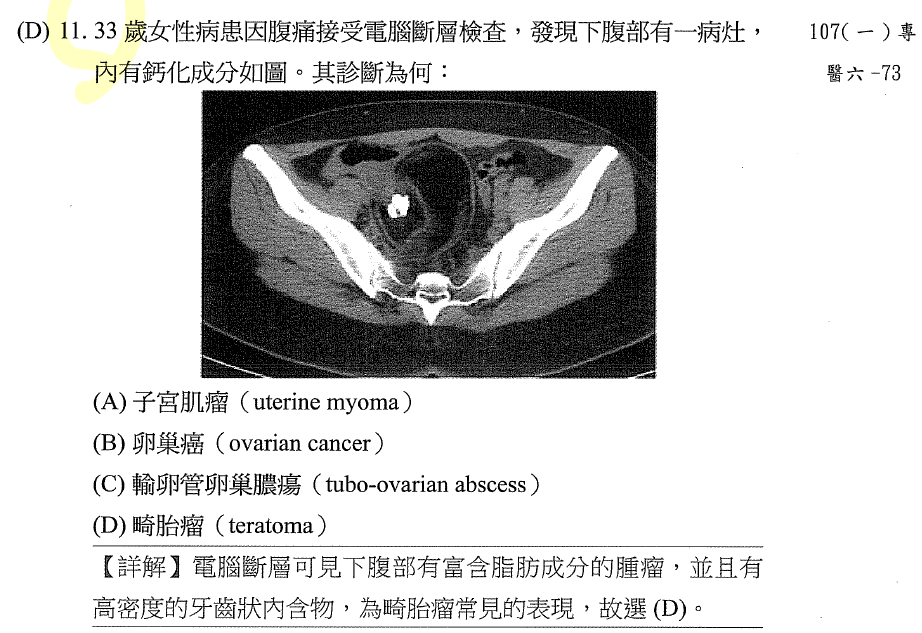 (D) 11. 33 歲女性病患因腹痛接受電腦斷層檢查，發現下腹部有一病灶，
107(一)專
內有鈣化成分如圖。其診斷為何：
醫六-73
(A) 子宮肌瘤（uterine myoma）
(B) 卵巢癌（ovarian cancer）
(C) 輸卵管卵巢膿瘍（tubo-ovarian abscess）
(D) 畸胎瘤（teratoma）
【詳解】電腦斷層可見下腹部有富含脂肪成分的腫瘤，並且有
高密度的牙齒狀內含物，為畸胎瘤常見的表現，故選 (D)。